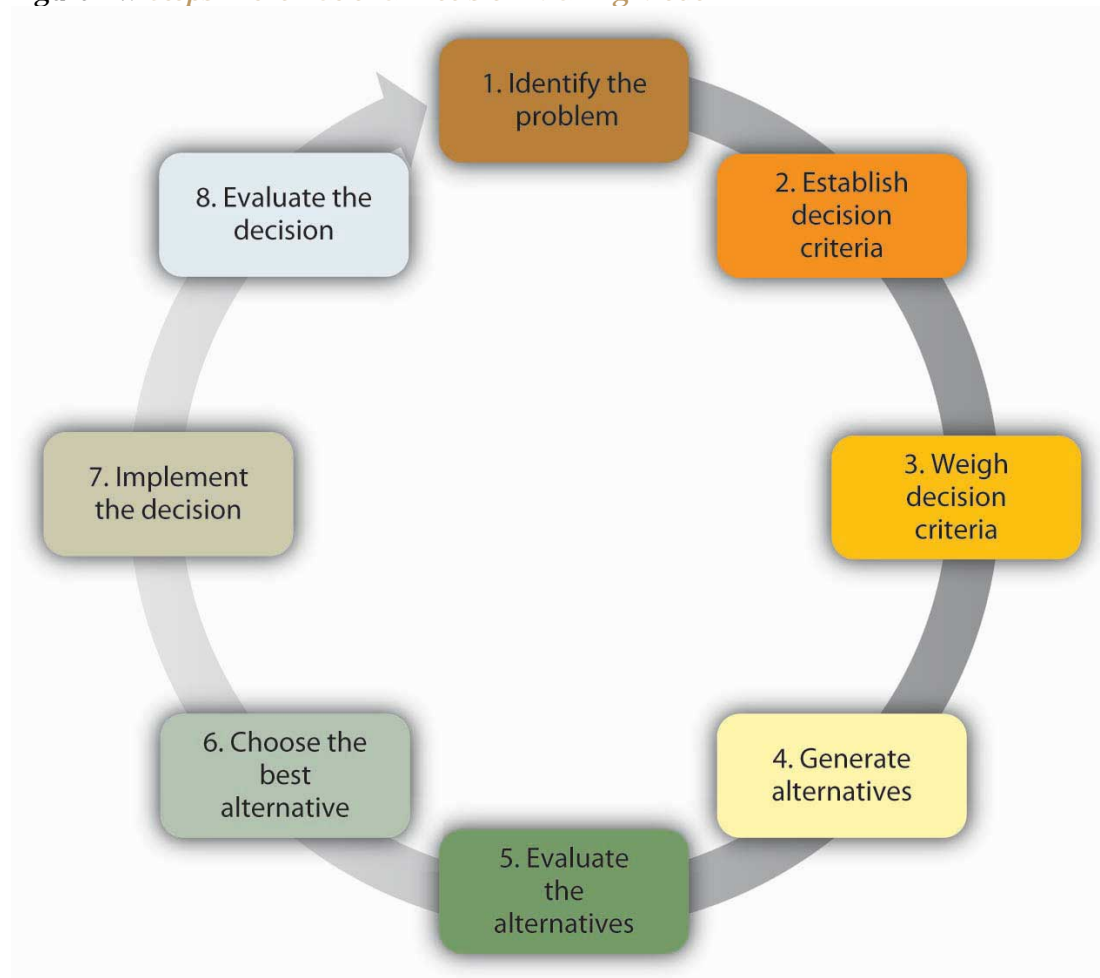 1. Identify the
problem
2. Establish
decision
criteria
3. Weigh
decision
criteria
4. Generate
alternatives
5. Evaluate
the
alternatives
6. Choose the
best
alternative
7. Implement
the decision
8. Evaluate the
decision